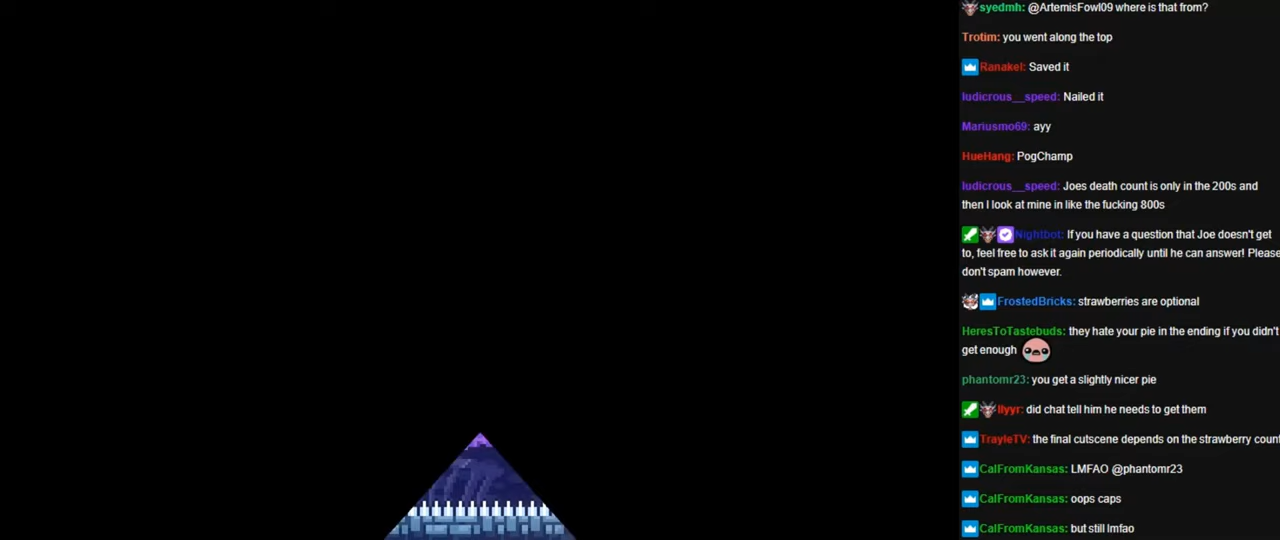 syedmh: @ArtemisFowl09 where is that from?
Trotim: you went along the top
Ranakel: Saved it
ludicrous__speed: Nailed it
Mariusmo69: ayy
HueHang: PogChamp
ludicrous__speed: Joes death count is only in the 200s and
then I look at mine in like the fucking 800s
Nightbot: If you have a question that Joe doesn't get
to, feel free to ask it again periodically until he can answer! Please
don't spam however.
FrostedBricks: strawberries are optional
HeresToTastebuds: they hate your pie in the ending if you didn't
get enough
phantomr23: you get a slightly nicer pie
llyyr: did chat tell him he needs to get them
TrayleTV: the final cutscene depends on the strawberry count
CalFromKansas: LMFAO @phantomr23
CalFromKansas: oops caps
CalFromKansas: but still lmfao